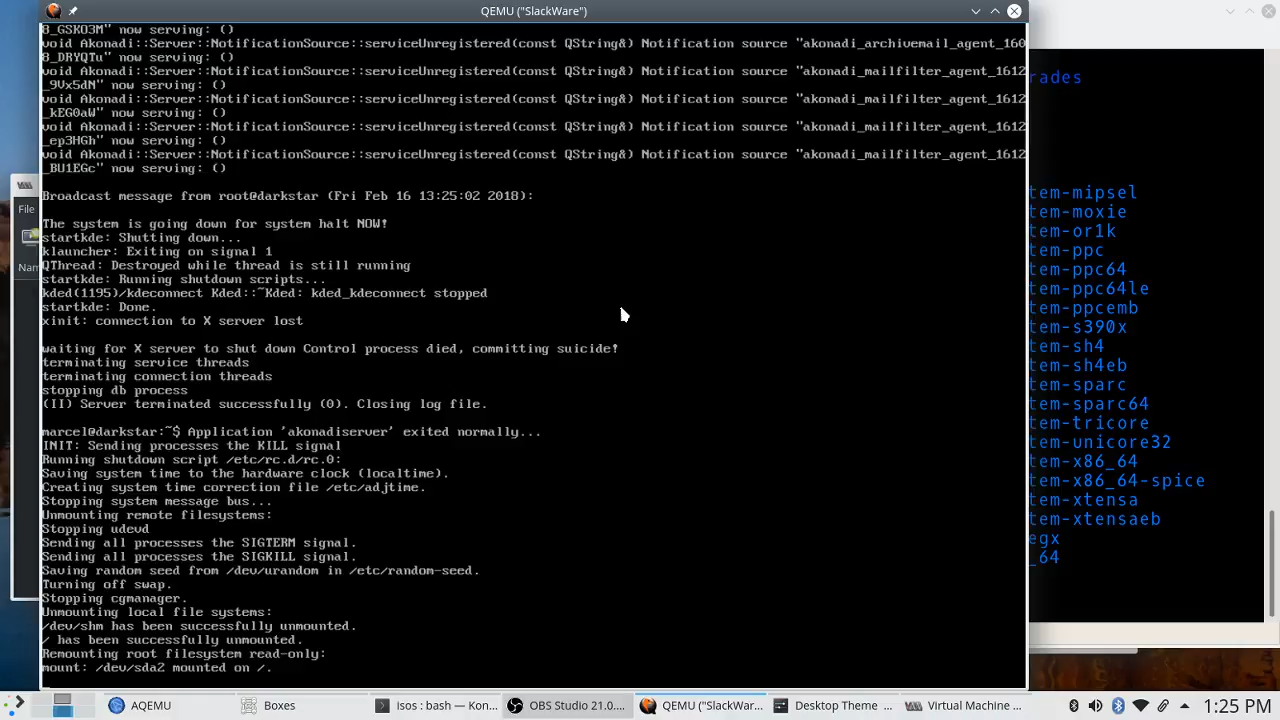 QEMU ("SlackWare")
8_GSKO3M" now serving: ()
void Akonadi::Server::NotificationSource::serviceUnregistered(const QString&) Notification source "akonadi_archivemail_agent_160
8_DRYQTu" now serving: ()
void Akonadi::Server::NotificationSource::serviceUnregistered(const QString&) Notification source "akonadi_mailfilter_agent_1612
_9Vx5dN" now serving: ()
void Akonadi::Server::NotificationSource::serviceUnregistered(const QString&) Notification source "akonadi_mailfilter_agent_1612
_kEG0aW" now serving: ()
void Akonadi::Server::NotificationSource::serviceUnregistered(const QString&) Notification source "akonadi_mailfilter_agent_1612
_ep3HGh" now serving: ()
void Akonadi::Server::NotificationSource::serviceUnregistered(const QString&) Notification source "akonadi_mailfilter_agent_1612
_BU1EGc" now serving: ()
Broadcast message from root@darkstar (Fri Feb 16 13:25:02 2018):
The system is going down for system halt NOW!
startkde: Shutting down...
klauncher: Exiting on signal 1
QThread: Destroyed while thread is still running
startkde: Running shutdown scripts...
kded(1195)/kdeconnect Kded::~Kded: kded_kdeconnect stopped
startkde: Done.
xinit: connection to X server lost
waiting for X server to shut down Control process died, committing suicide!
terminating service threads
terminating connection threads
stopping db process
(II) Server terminated successfully (0). Closing log file.
marcel@darkstar:~$ Application 'akonadiserver' exited normally...
INIT: Sending processes the KILL signal
Running shutdown script /etc/rc.d/rc.0:
Saving system time to the hardware clock (localtime).
Creating system time correction file /etc/adjtime.
Stopping system message bus...
Unmounting remote filesystems:
Stopping udevd
Sending all processes the SIGTERM signal.
Sending all processes the SIGKILL signal.
Saving random seed from /dev/urandom in /etc/random-seed.
Turning off swap.
Stopping cgmanager.
Unmounting local file systems:
/dev/shm has been successfully unmounted.
/ has been successfully unmounted.
Remounting root filesystem read-only:
mount: /dev/sda2 mounted on /.
File
Nam
rades
tem-mipsel
tem-moxie
tem-or1k
tem-ppc
tem-ppc64
tem-ppc64le
tem-ppcemb
tem-s390x
tem-sh4
tem-sh4eb
tem-sparc
tem-sparc64
tem-tricore
tem-unicore32
tem-x86_64
tem-x86_64-spice
tem-xtensa
tem-xtensaeb
egx
_64
AQEMU
Boxes
isos : bash — Kon...
OBS Studio 21.0....
QEMU ("SlackWar...
Desktop Theme ...
Virtual Machine ...
1:25 PM